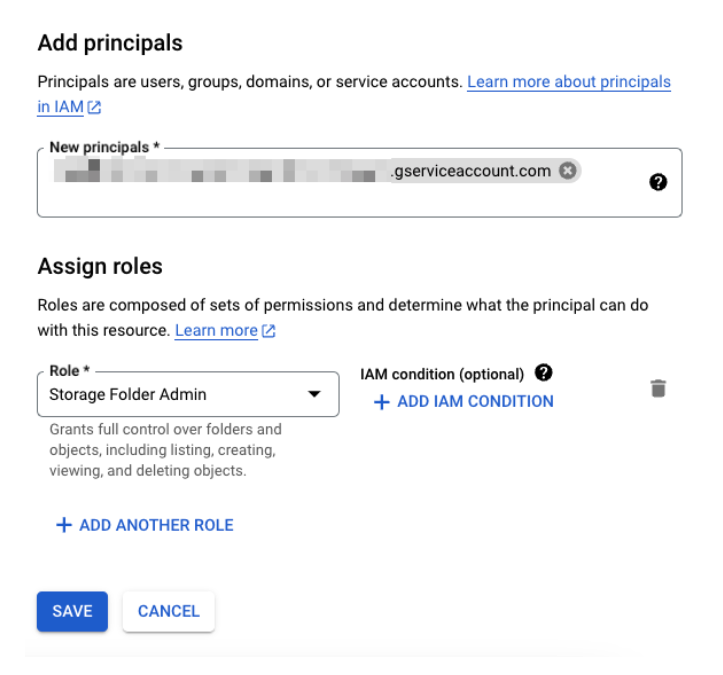 Add principals
Principals are users, groups, domains, or service accounts. Learn more about principals
in IAM
New principals *
.gserviceaccount.com
Assign roles
Roles are composed of sets of permissions and determine what the principal can do
with this resource. Learn more
Role *
Storage Folder Admin
IAM condition (optional)
+ ADD IAM CONDITION
Grants full control over folders and
objects, including listing, creating,
viewing, and deleting objects.
+ ADD ANOTHER ROLE
SAVE
CANCEL